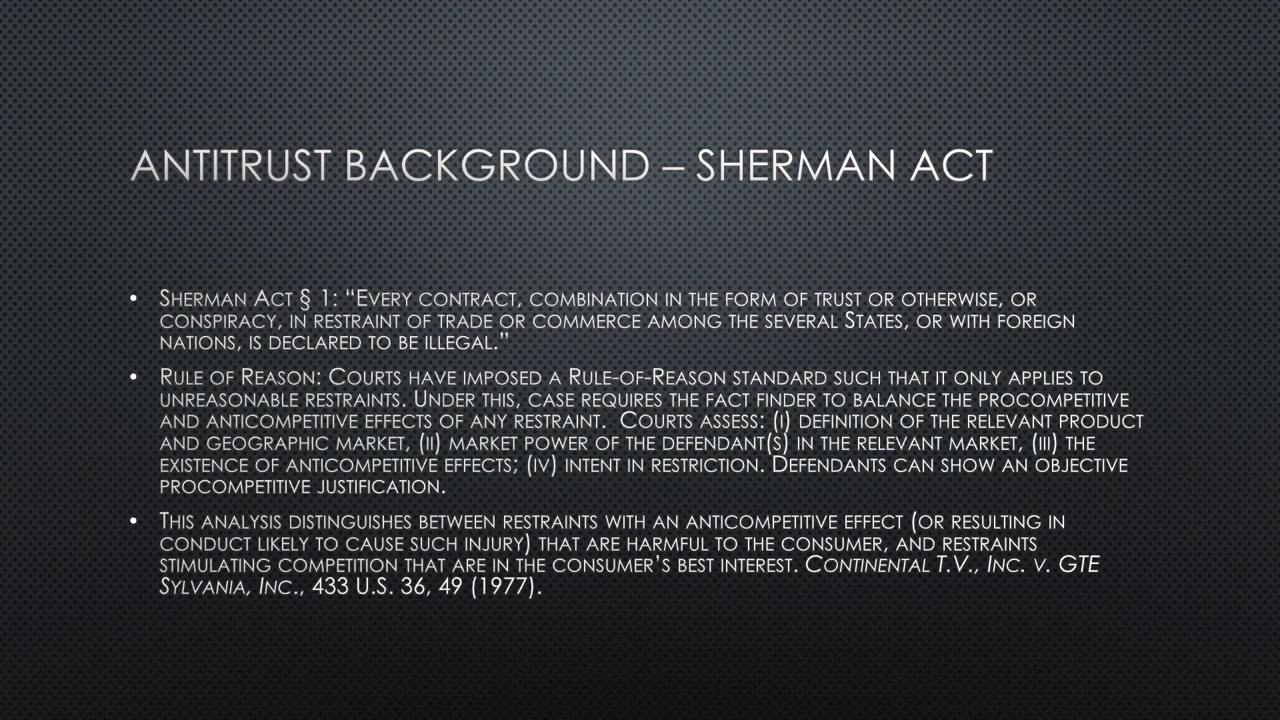 ANTITRUST BACKGROUND – SHERMAN ACT
• SHERMAN ACT § 1: “EVERY CONTRACT, COMBINATION IN THE FORM OF TRUST OR OTHERWISE, OR
CONSPIRACY, IN RESTRAINT OF TRADE OR COMMERCE AMONG THE SEVERAL STATES, OR WITH FOREIGN
NATIONS, IS DECLARED TO BE ILLEGAL.”
• RULE OF REASON: COURTS HAVE IMPOSED A RULE-OF-REASON STANDARD SUCH THAT IT ONLY APPLIES TO
UNREASONABLE RESTRAINTS. UNDER THIS, CASE REQUIRES THE FACT FINDER TO BALANCE THE PROCOMPETITIVE
AND ANTICOMPETITIVE EFFECTS OF ANY RESTRAINT.  COURTS ASSESS: (I) DEFINITION OF THE RELEVANT PRODUCT
AND GEOGRAPHIC MARKET, (II) MARKET POWER OF THE DEFENDANT(S) IN THE RELEVANT MARKET, (III) THE
EXISTENCE OF ANTICOMPETITIVE EFFECTS; (IV) INTENT IN RESTRICTION. DEFENDANTS CAN SHOW AN OBJECTIVE
PROCOMPETITIVE JUSTIFICATION.
• THIS ANALYSIS DISTINGUISHES BETWEEN RESTRAINTS WITH AN ANTICOMPETITIVE EFFECT (OR RESULTING IN
CONDUCT LIKELY TO CAUSE SUCH INJURY) THAT ARE HARMFUL TO THE CONSUMER, AND RESTRAINTS
STIMULATING COMPETITION THAT ARE IN THE CONSUMER’S BEST INTEREST. CONTINENTAL T.V., INC. V. GTE
SYLVANIA, INC., 433 U.S. 36, 49 (1977).